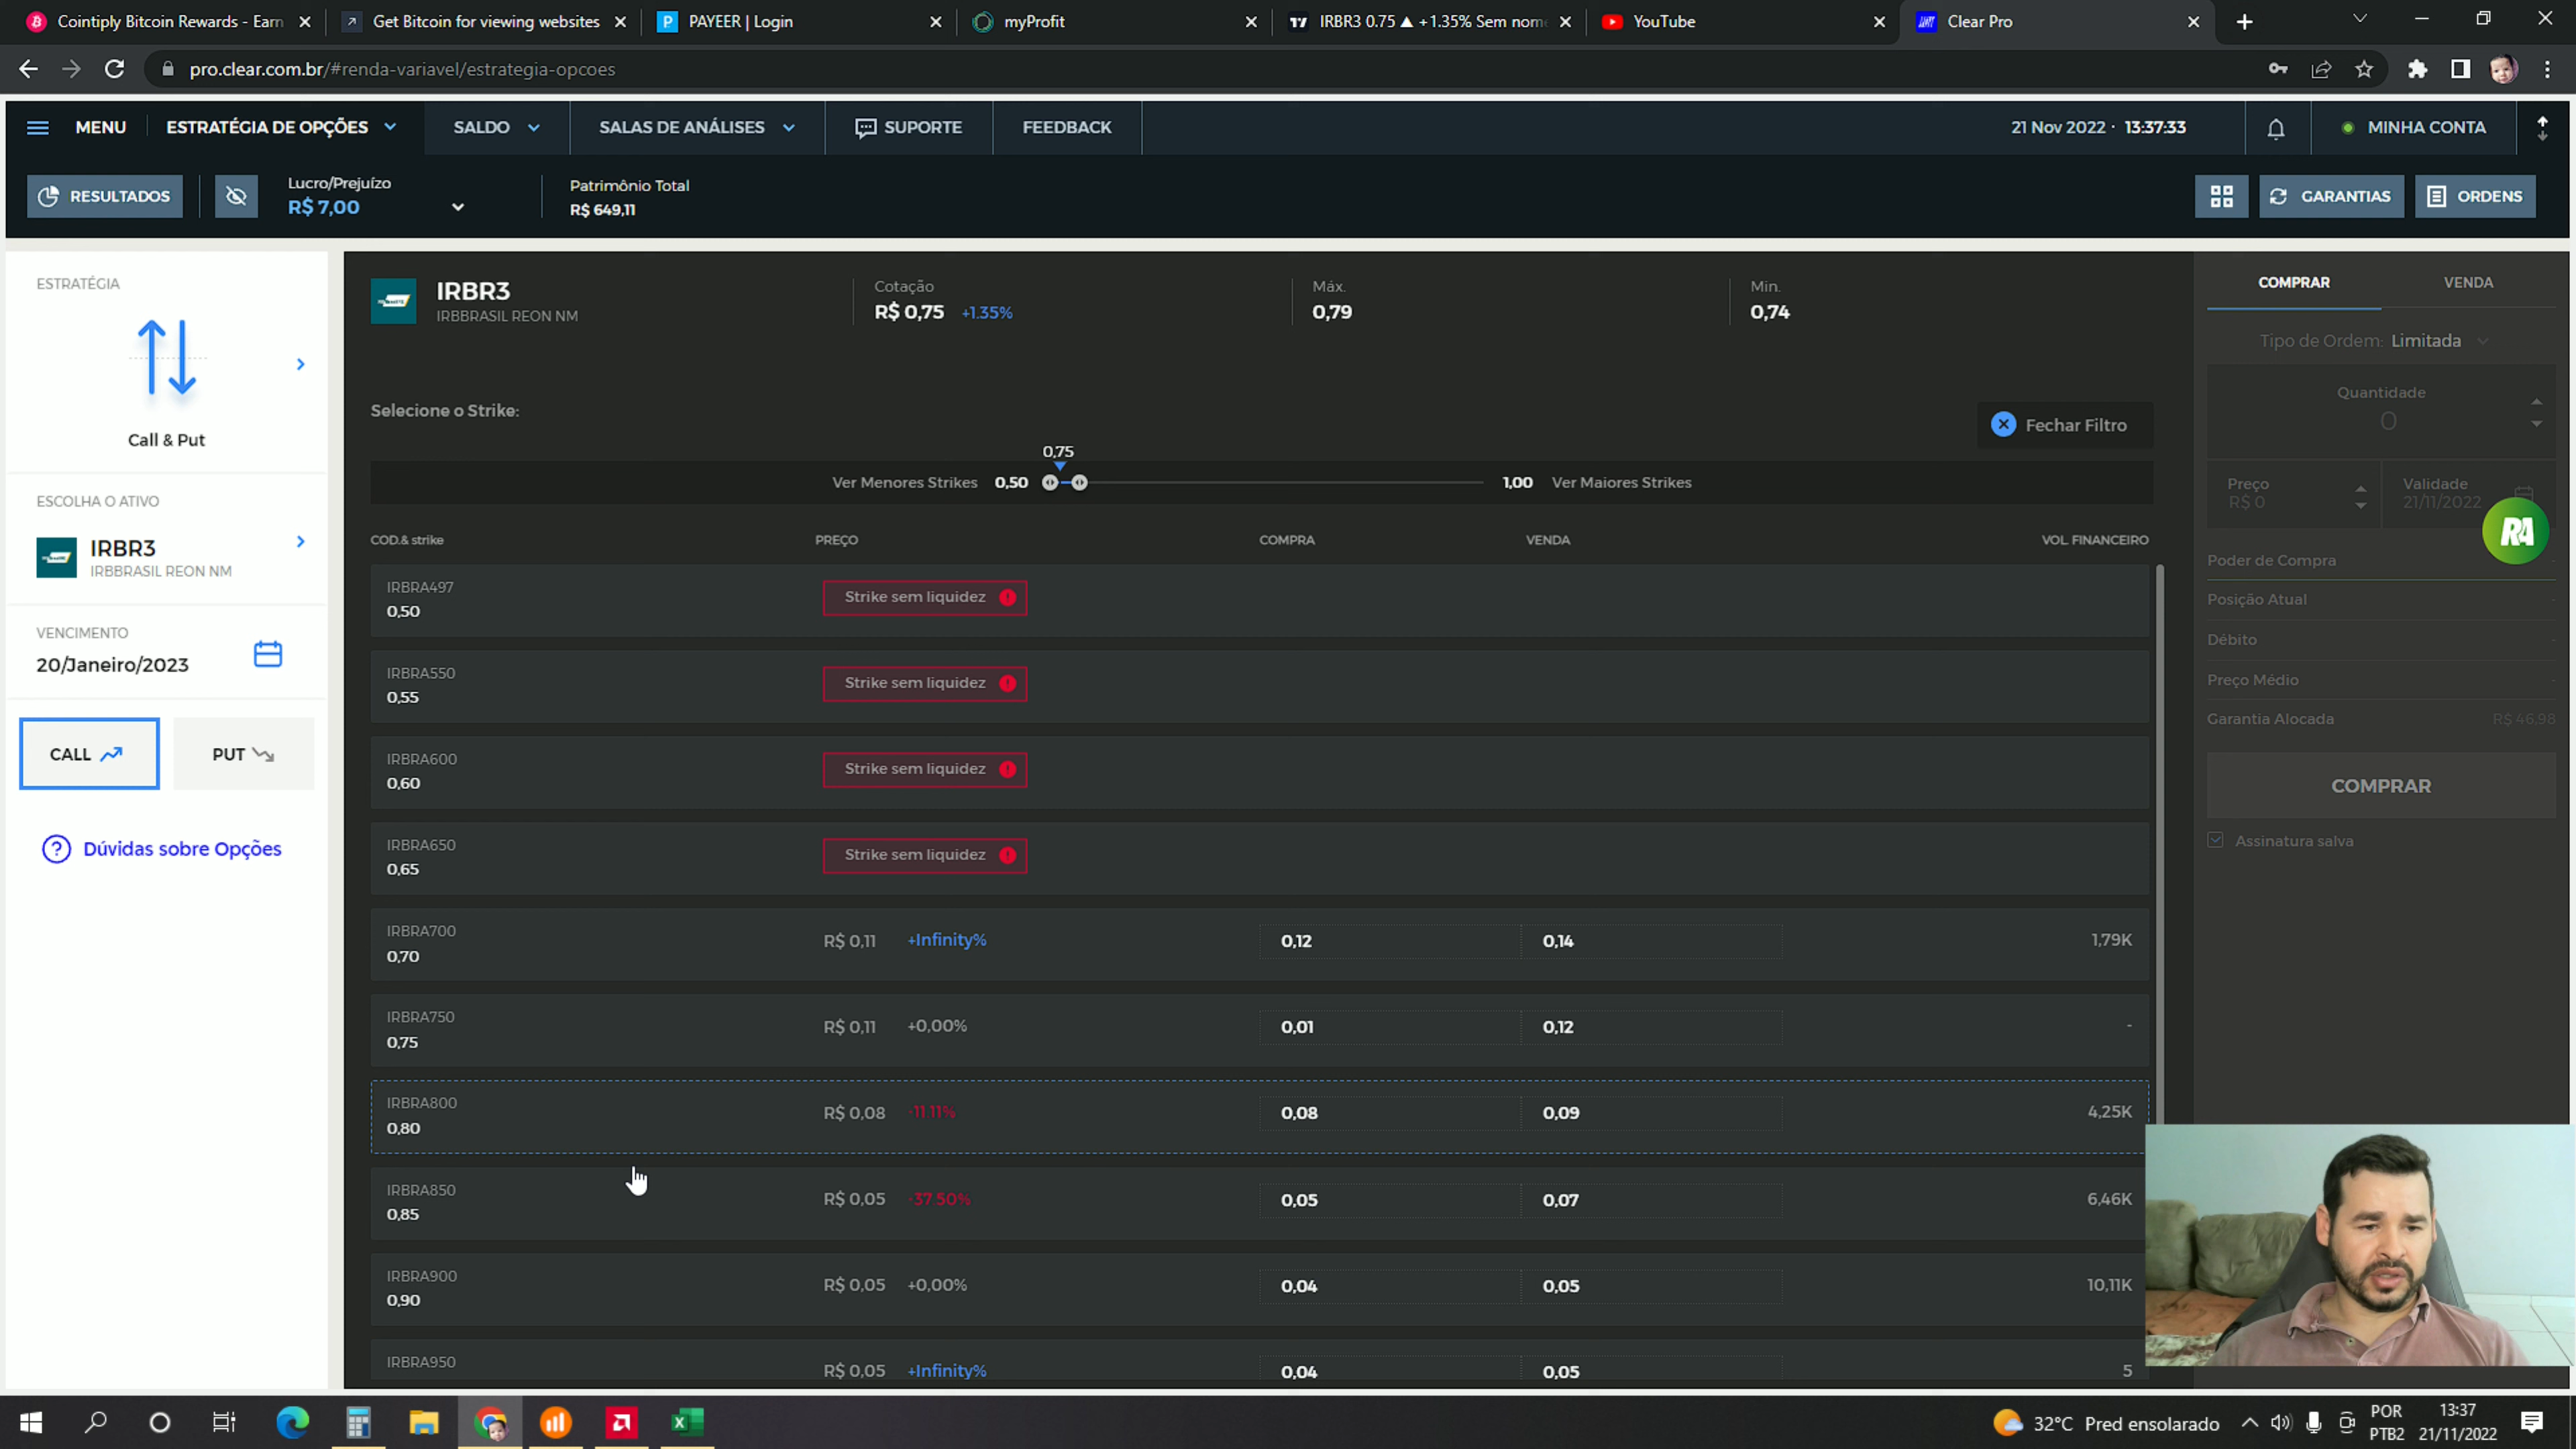 Cointiply Bitcoin Rewards - Earn
Get Bitcoin for viewing websites
PAYEER | Login
myProfit
IRBR3 0.75 ▲ +1.35% Sem nome
YouTube
Clear Pro
pro.clear.com.br/#renda-variavel/estrategia-opcoes
MENU
ESTRATÉGIA DE OPÇÕES
SALDO
SALAS DE ANÁLISES
SUPORTE
FEEDBACK
21 Nov 2022 · 13:37:33
MINHA CONTA
RESULTADOS
Lucro/Prejuízo
R$ 7,00
Patrimônio Total
R$ 649,11
GARANTIAS
ORDENS
ESTRATÉGIA
Call & Put
ESCOLHA O ATIVO
IRBR3
IRBBRASIL REON NM
VENCIMENTO
20/Janeiro/2023
CALL
PUT
Dúvidas sobre Opções
IRBR3
IRBBRASIL REON NM
Cotação
R$ 0,75 +1.35%
Máx.
0,79
Min.
0,74
Selecione o Strike:
Fechar Filtro
0,75
Ver Menores Strikes 0,50 1,00 Ver Maiores Strikes
COD.& strike PREÇO COMPRA VENDA VOL. FINANCEIRO
IRBRA497
0,50
Strike sem liquidez
IRBRA550
0,55
Strike sem liquidez
IRBRA600
0,60
Strike sem liquidez
IRBRA650
0,65
Strike sem liquidez
IRBRA700
0,70
R$ 0,11 +Infinity% 0,12 0,14 1,79K
IRBRA750
0,75
R$ 0,11 +0,00% 0,01 0,12 -
IRBRA800
0,80
R$ 0,08 -11.11% 0,08 0,09 4,25K
IRBRA850
0,85
R$ 0,05 -37.50% 0,05 0,07 6,46K
IRBRA900
0,90
R$ 0,05 +0,00% 0,04 0,05 10,11K
IRBRA950
R$ 0,05 +Infinity% 0,04 0,05 5
COMPRAR
VENDA
Tipo de Ordem: Limitada
Quantidade
0
Preço
R$ 0
Validade
21/11/2022
RA
Poder de Compra
Posição Atual
Débito
Preço Médio
Garantia Alocada R$ 46,98
COMPRAR
Assinatura salva
32°C Pred ensolarado
POR
PTB2
13:37
21/11/2022